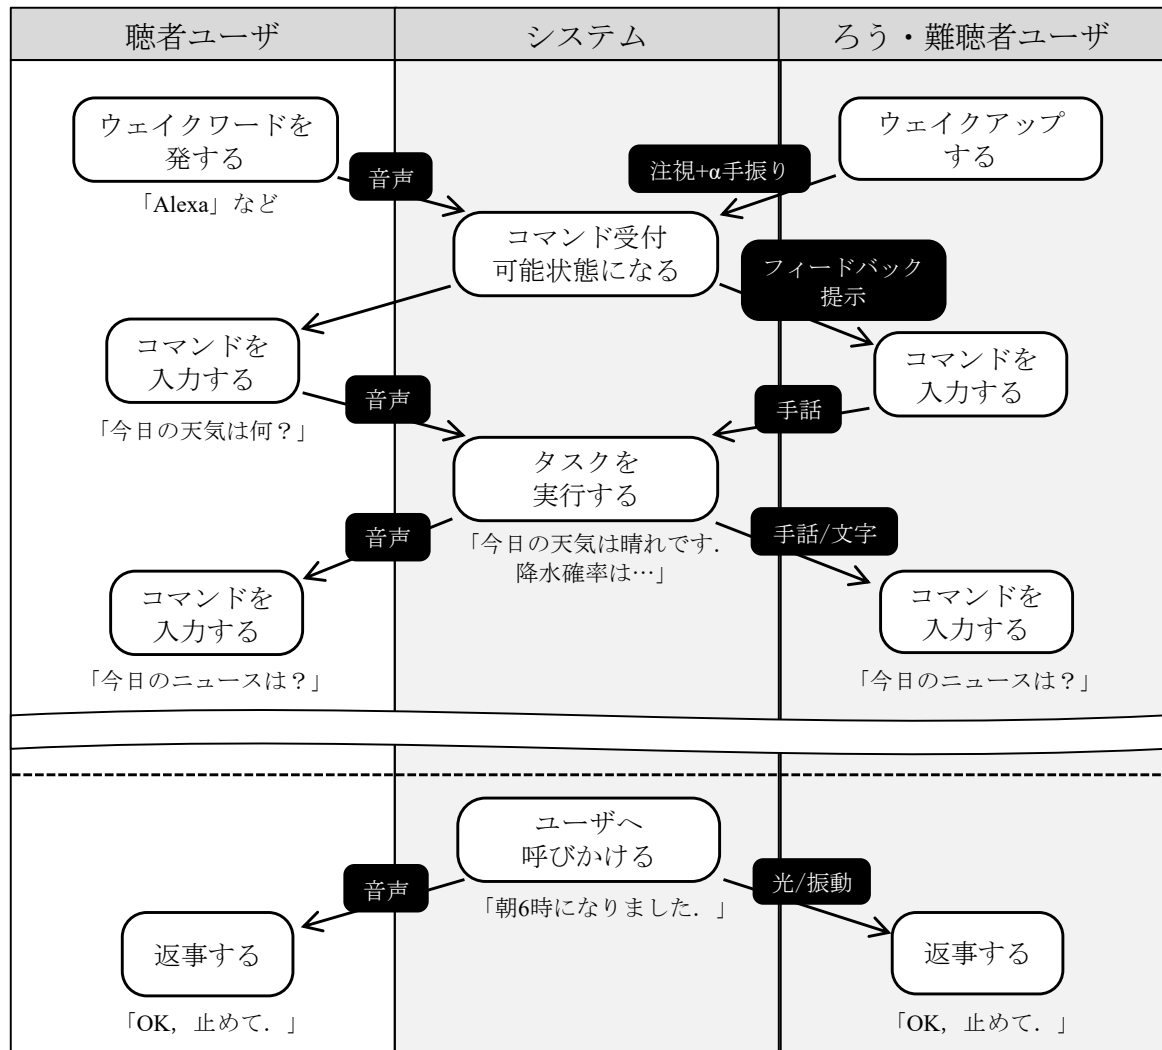 聴者ユーザ
システム
ろう・難聴者ユーザ
ウェイクワードを
発する
「Alexa」など
音声
注視+α手振り
ウェイクアップ
する
コマンド受付
可能状態になる
フィードバック
提示
コマンドを
入力する
「今日の天気は何？」
音声
コマンドを
入力する
手話
タスクを
実行する
「今日の天気は晴れです.
降水確率は…」
音声
手話/文字
コマンドを
入力する
「今日のニュースは？」
コマンドを
入力する
「今日のニュースは？」
ユーザへ
呼びかける
「朝6時になりました．」
音声
光/振動
返事する
「OK，止めて．」
返事する
「OK，止めて．」